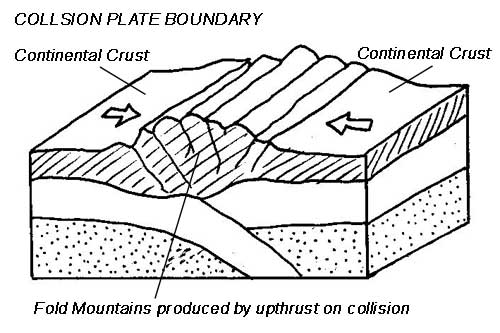 COLLSION PLATE BOUNDARY
Continental Crust
Continental Crust
Fold Mountains produced by upthrust on collision